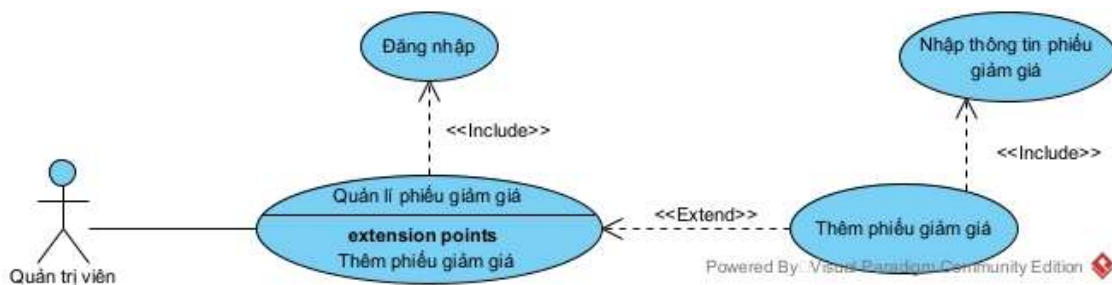 Đăng nhập
Nhập thông tin phiếu
giảm giá
<<Include>>
<<Include>>
Quản lí phiếu giảm giá
<<Extend>>
Thêm phiếu giảm giá
extension points
Thêm phiếu giảm giá
Quản trị viên
Powered By Visual Paradigm Community Edition